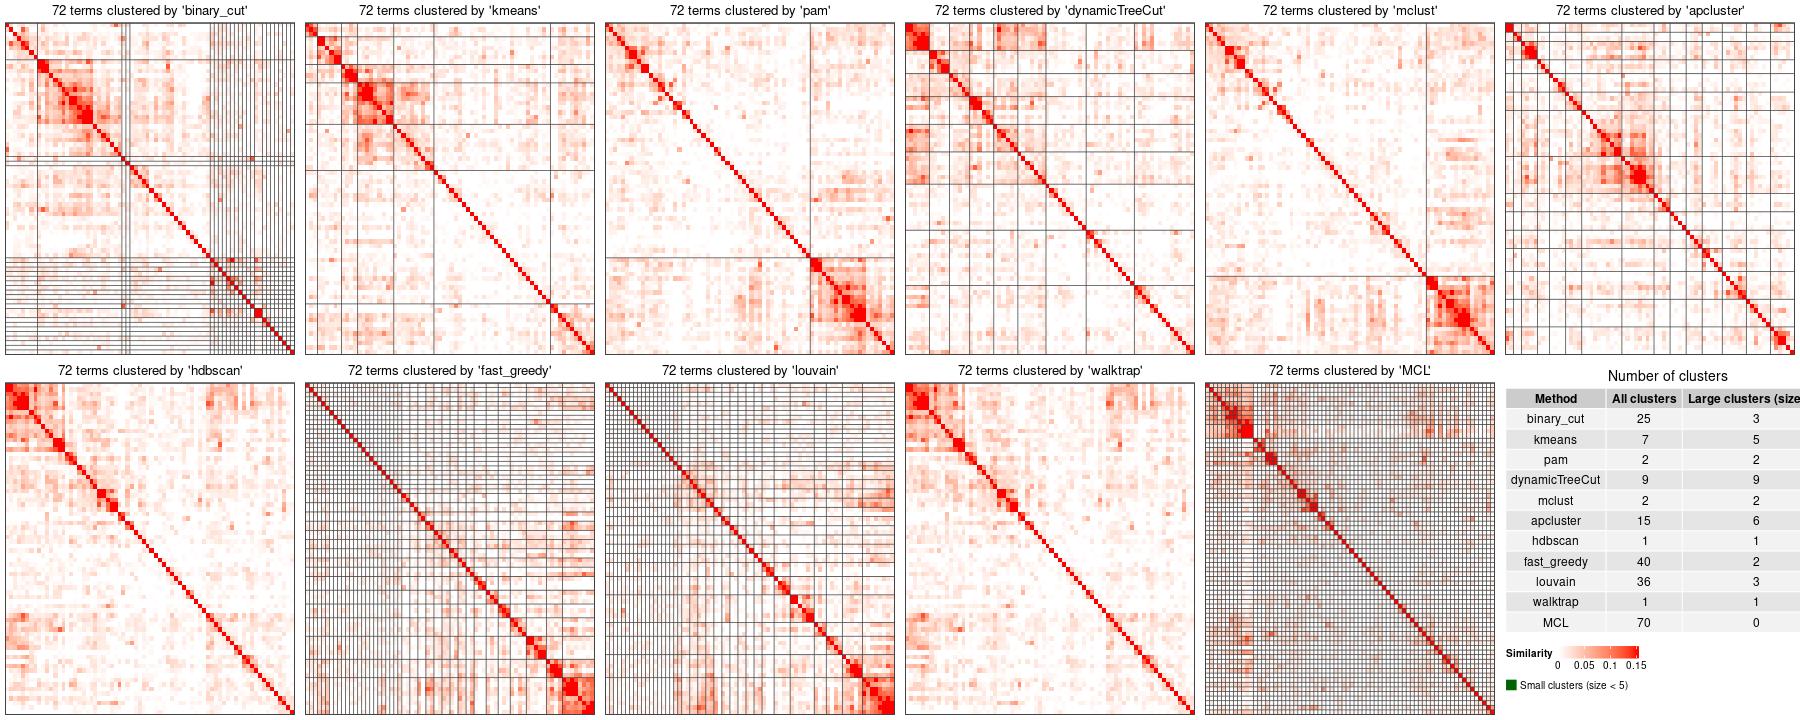 72 terms clustered by 'binary_cut'
72 terms clustered by 'kmeans'
72 terms clustered by 'pam'
72 terms clustered by 'dynamicTreeCut'
72 terms clustered by 'mclust'
72 terms clustered by 'apcluster'
72 terms clustered by 'hdbscan'
72 terms clustered by 'fast_greedy'
72 terms clustered by 'louvain'
72 terms clustered by 'walktrap'
72 terms clustered by 'MCL'
Number of clusters
Method All clusters Large clusters (size
binary_cut 25 3
kmeans 7 5
pam 2 2
dynamicTreeCut 9 9
mclust 2 2
apcluster 15 6
hdbscan 1 1
fast_greedy 40 2
louvain 36 3
walktrap 1 1
MCL 70 0
Similarity
0 0.05 0.1 0.15
Small clusters (size < 5)